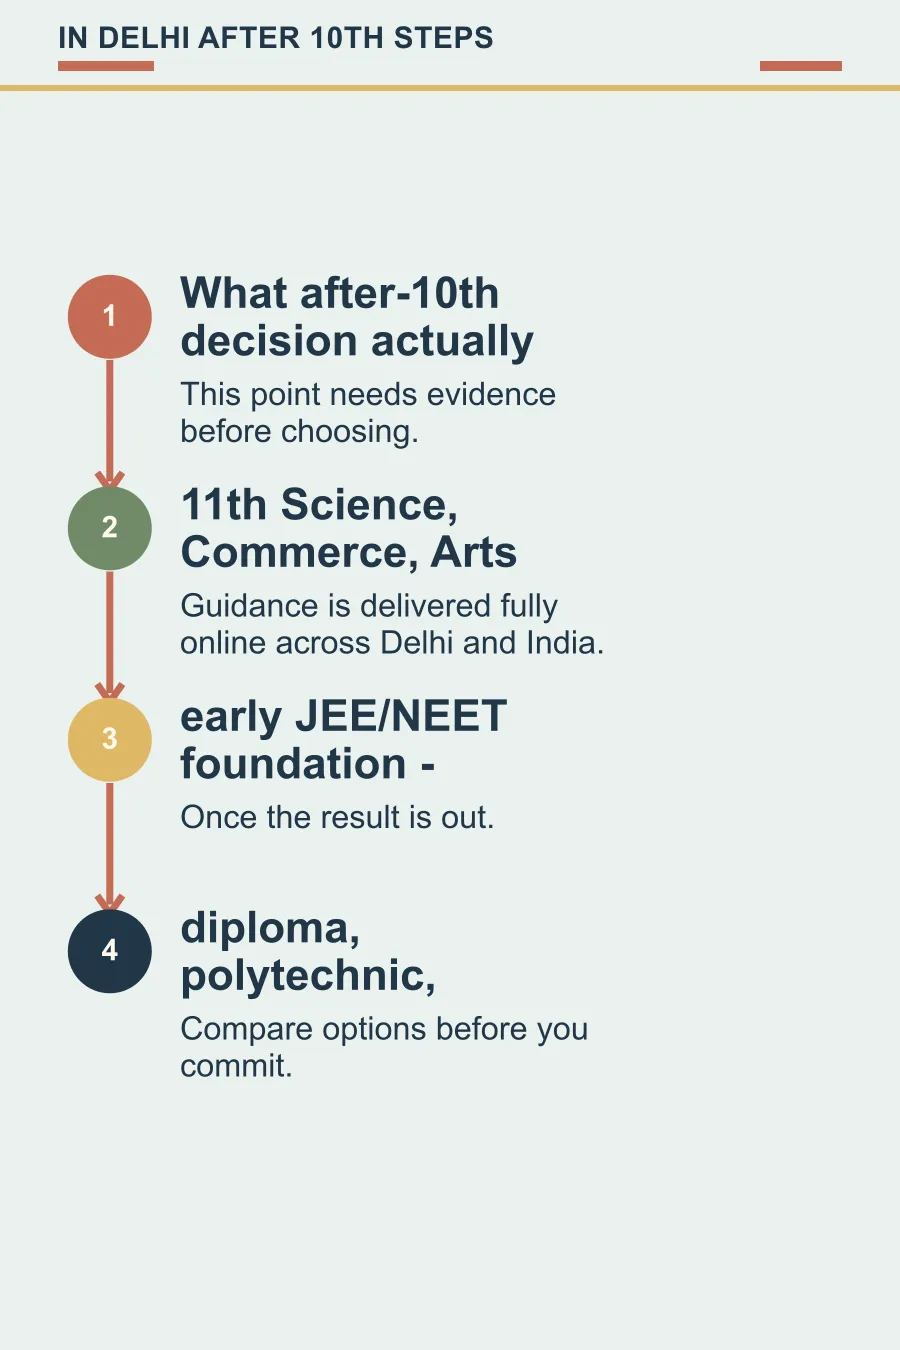 IN DELHI AFTER 10TH STEPS
1
What after-10th
decision actually
This point needs evidence
before choosing.
2
11th Science,
Commerce, Arts
Guidance is delivered fully
online across Delhi and India.
3
early JEE/NEET
foundation -
Once the result is out.
4
diploma,
polytechnic,
Compare options before you
commit.